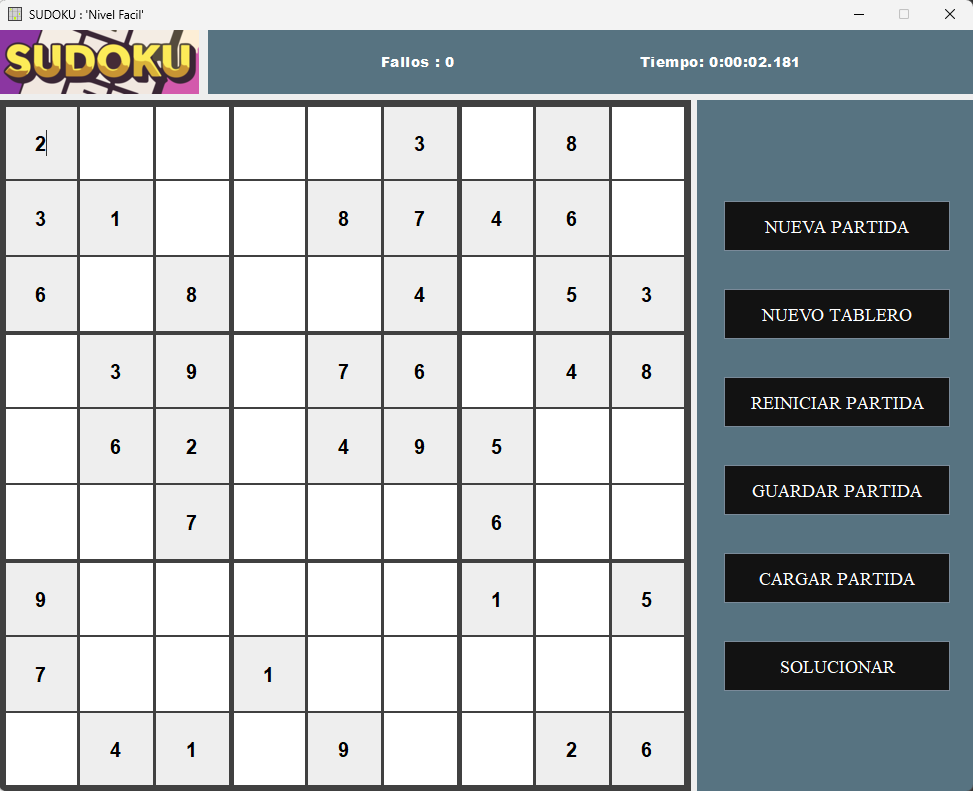 SUDOKU : 'Nivel Facil'
SUDOKU
Fallos : 0
Tiempo: 0:00:02.181
2 3 8
3 1 8 7 4 6
6 8 4 5 3
3 9 7 6 4 8
6 2 4 9 5
7 6
9 1 5
7 1
4 1 9 2 6
NUEVA PARTIDA
NUEVO TABLERO
REINICIAR PARTIDA
GUARDAR PARTIDA
CARGAR PARTIDA
SOLUCIONAR